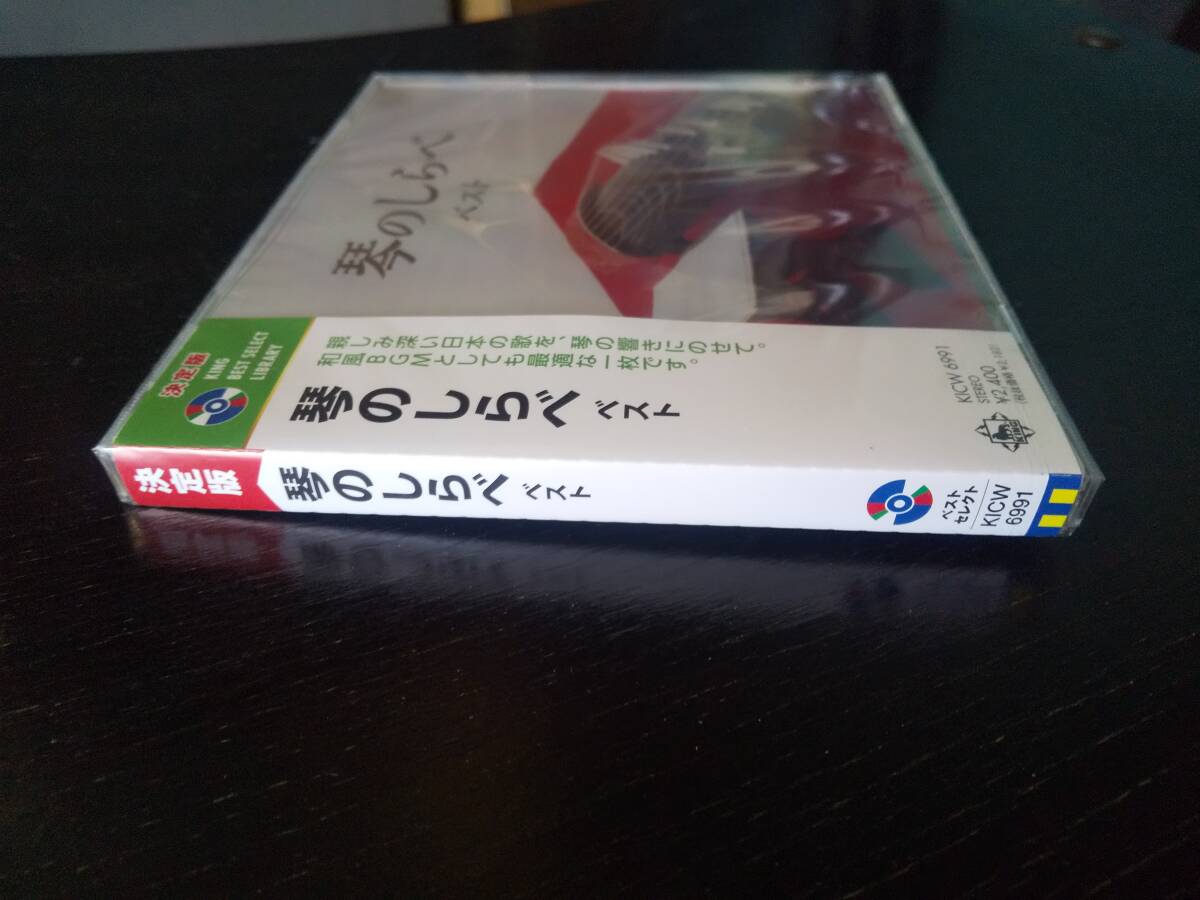 琴のしらべ
ベスト
決定版
KING
BEST SELECT
LIBRARY
親しみ深い日本の歌を、琴の響きにのせて。
和風BGMとしても最適な一枚です。
琴のしらべ ベスト
KICW 6991
STEREO
¥2,400
KING
決定版
琴のしらべ ベスト
ベスト
セレクト
KICW
6991